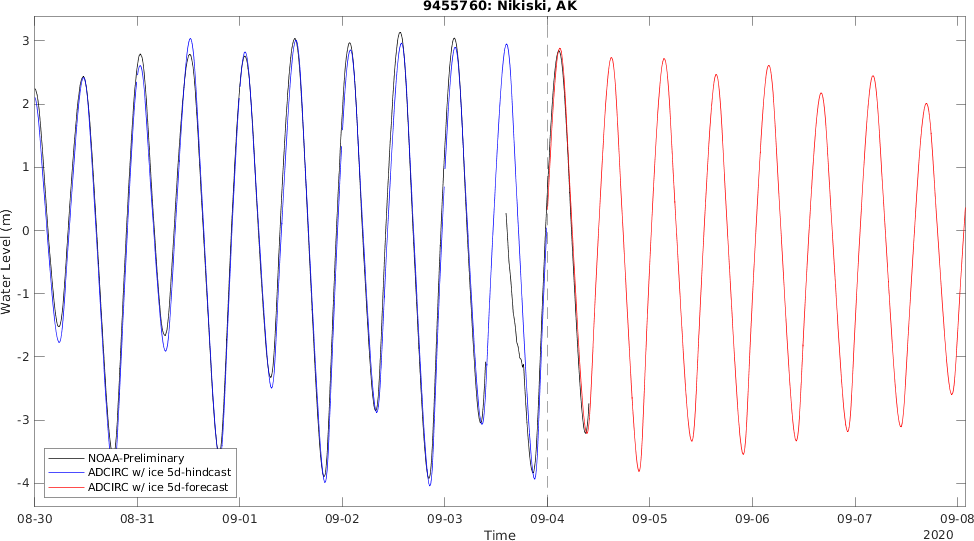 9455760: Nikiski, AK
Water Level (m)
3
2
1
0
-1
-2
-3
-4
NOAA-Preliminary
ADCIRC w/ ice 5d-hindcast
ADCIRC w/ ice 5d-forecast
08-30 08-31 09-01 09-02 09-03 09-04 09-05 09-06 09-07 09-08
Time
2020